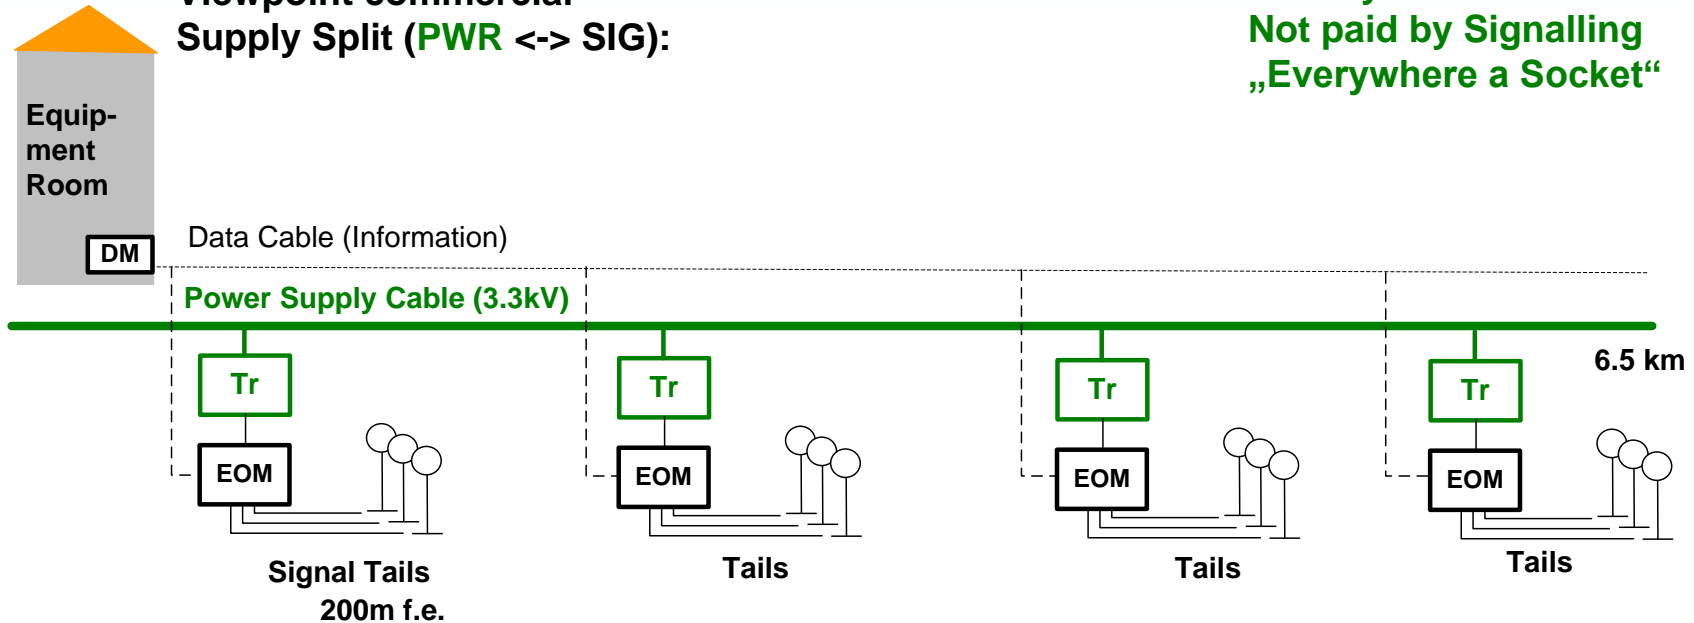 Viewpoint commercial
Supply Split (PWR <-> SIG):
Not paid by Signalling
„Everywhere a Socket“
Equip-
ment
Room
DM
Data Cable (Information)
Power Supply Cable (3.3kV)
6.5 km
Tr
Tr
Tr
Tr
EOM
EOM
EOM
EOM
Signal Tails
200m f.e.
Tails
Tails
Tails